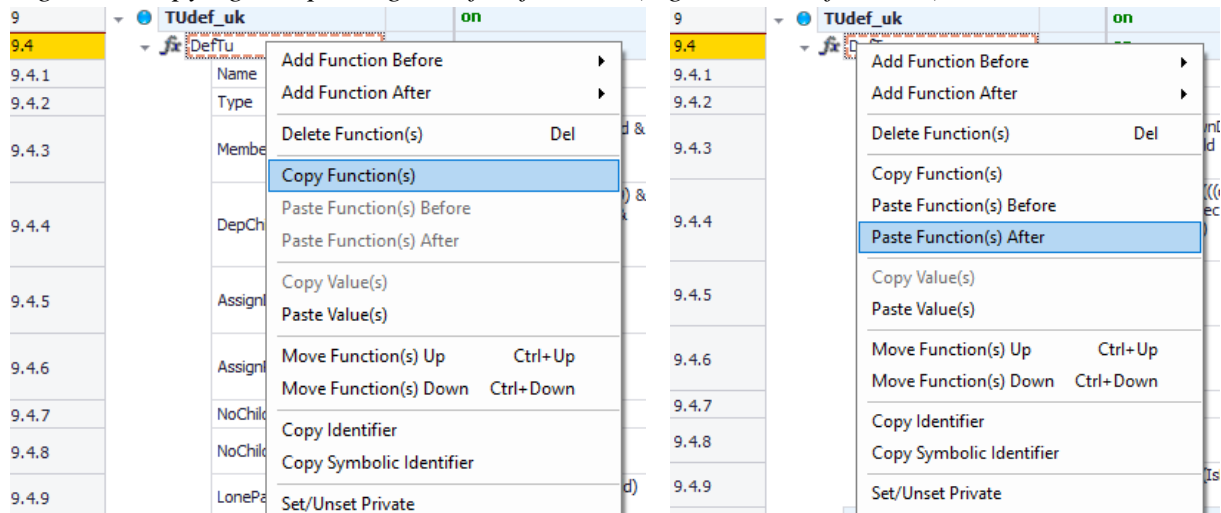 9 TUdef_uk on
9.4 fx DefTu
9.4.1 Name
9.4.2 Type
9.4.3 Membe
9.4.4 DepCh
9.4.5 Assign
9.4.6 Assign
9.4.7 NoChild
9.4.8 NoChild
9.4.9 LonePa
Add Function Before
Add Function After
Delete Function(s) Del
Copy Function(s)
Paste Function(s) Before
Paste Function(s) After
Copy Value(s)
Paste Value(s)
Move Function(s) Up Ctrl+Up
Move Function(s) Down Ctrl+Down
Copy Identifier
Copy Symbolic Identifier
Set/Unset Private
9 TUdef_uk on
9.4 fx
9.4.1
9.4.2
9.4.3
9.4.4
9.4.5
9.4.6
9.4.7
9.4.8
9.4.9
Add Function Before
Add Function After
Delete Function(s) Del
Copy Function(s)
Paste Function(s) Before
Paste Function(s) After
Copy Value(s)
Paste Value(s)
Move Function(s) Up Ctrl+Up
Move Function(s) Down Ctrl+Down
Copy Identifier
Copy Symbolic Identifier
Set/Unset Private